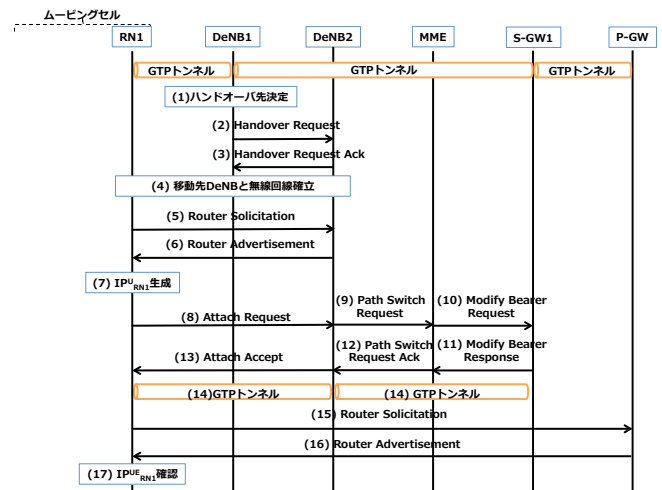 ムービングセル
RN1 DeNB1 DeNB2 MME S-GW1 P-GW
GTPトンネル GTPトンネル GTPトンネル
(1)ハンドオーバ先決定
(2) Handover Request
(3) Handover Request Ack
(4) 移動先DeNBと無線回線確立
(5) Router Solicitation
(6) Router Advertisement
(7) IPᵁRN1生成
(8) Attach Request
(9) Path Switch
Request
(10) Modify Bearer
Request
(11) Modify Bearer
Response
(12) Path Switch
Request Ack
(13) Attach Accept
(14)GTPトンネル (14) GTPトンネル
(15) Router Solicitation
(16) Router Advertisement
(17) IPᵁᴱRN1確認